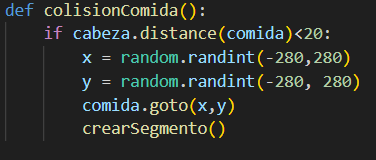 def colisionComida():
    if cabeza.distance(comida)<20:
        x = random.randint(-280,280)
        y = random.randint(-280, 280)
        comida.goto(x,y)
        crearSegmento()